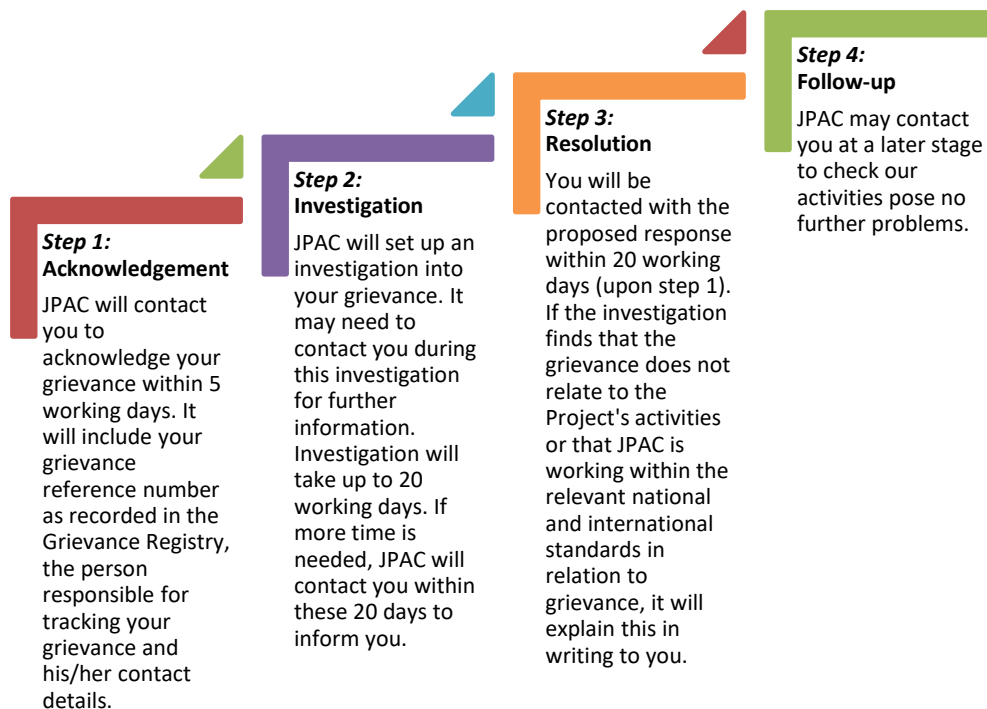 Step 1:
Acknowledgement
JPAC will contact
you to
acknowledge your
grievance within 5
working days. It
will include your
grievance
reference number
as recorded in the
Grievance Registry,
the person
responsible for
tracking your
grievance and
his/her contact
details.
Step 2:
Investigation
JPAC will set up an
investigation into
your grievance. It
may need to
contact you during
this investigation
for further
information.
Investigation will
take up to 20
working days. If
more time is
needed, JPAC will
contact you within
these 20 days to
inform you.
Step 3:
Resolution
You will be
contacted with the
proposed response
within 20 working
days (upon step 1).
If the investigation
finds that the
grievance does not
relate to the
Project's activities
or that JPAC is
working within the
relevant national
and international
standards in
relation to
grievance, it will
explain this in
writing to you.
Step 4:
Follow-up
JPAC may contact
you at a later stage
to check our
activities pose no
further problems.